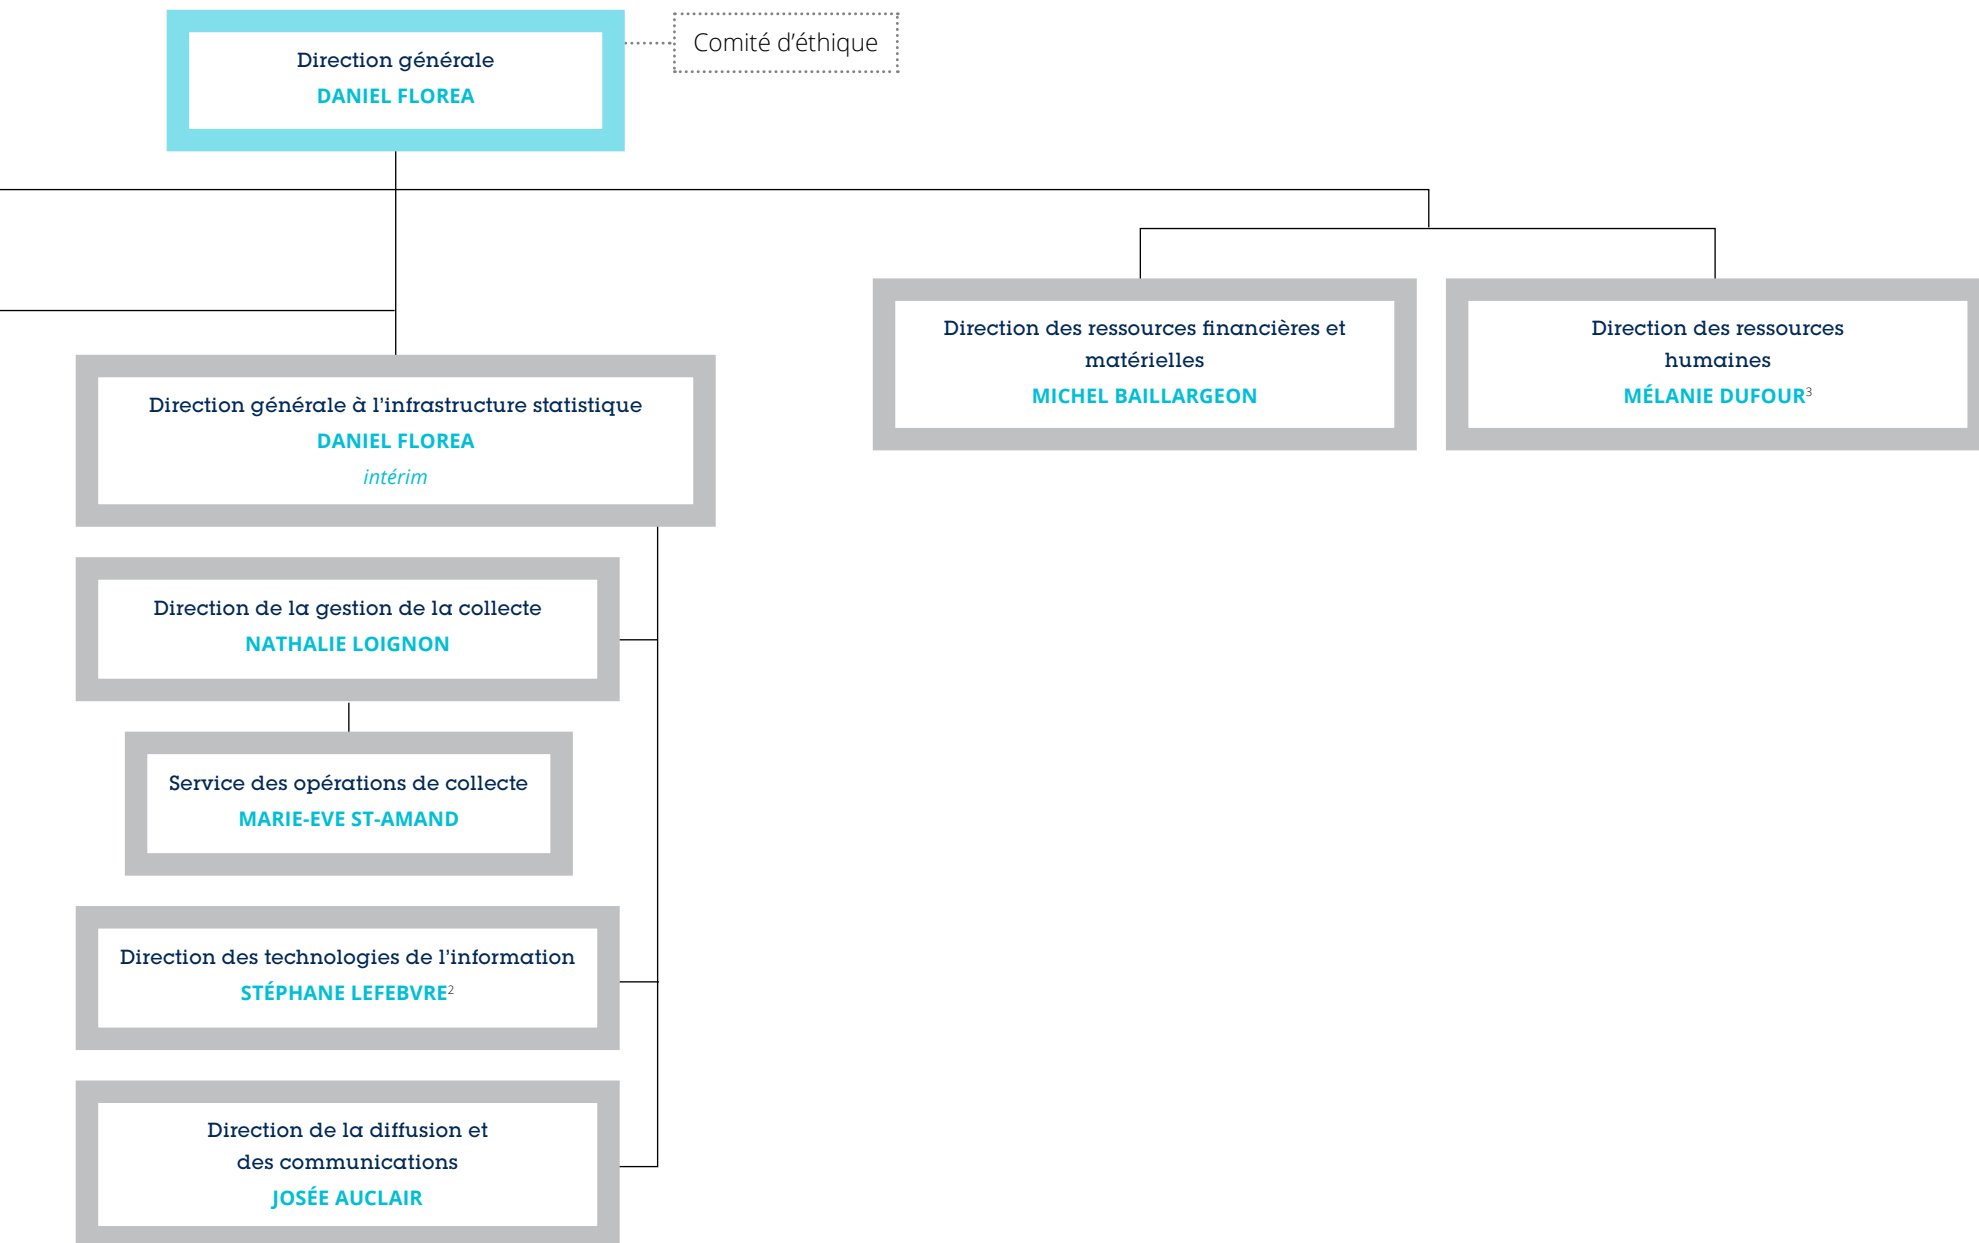 Direction générale
DANIEL FLOREA
Comité d'éthique
Direction des ressources financières et
matérielles
MICHEL BAILLARGEON
Direction des ressources
humaines
MÉLANIE DUFOUR³
Direction générale à l'infrastructure statistique
DANIEL FLOREA
intérim
Direction de la gestion de la collecte
NATHALIE LOIGNON
Service des opérations de collecte
MARIE-EVE ST-AMAND
Direction des technologies de l'information
STÉPHANE LEFEBVRE²
Direction de la diffusion et
des communications
JOSÉE AUCLAIR